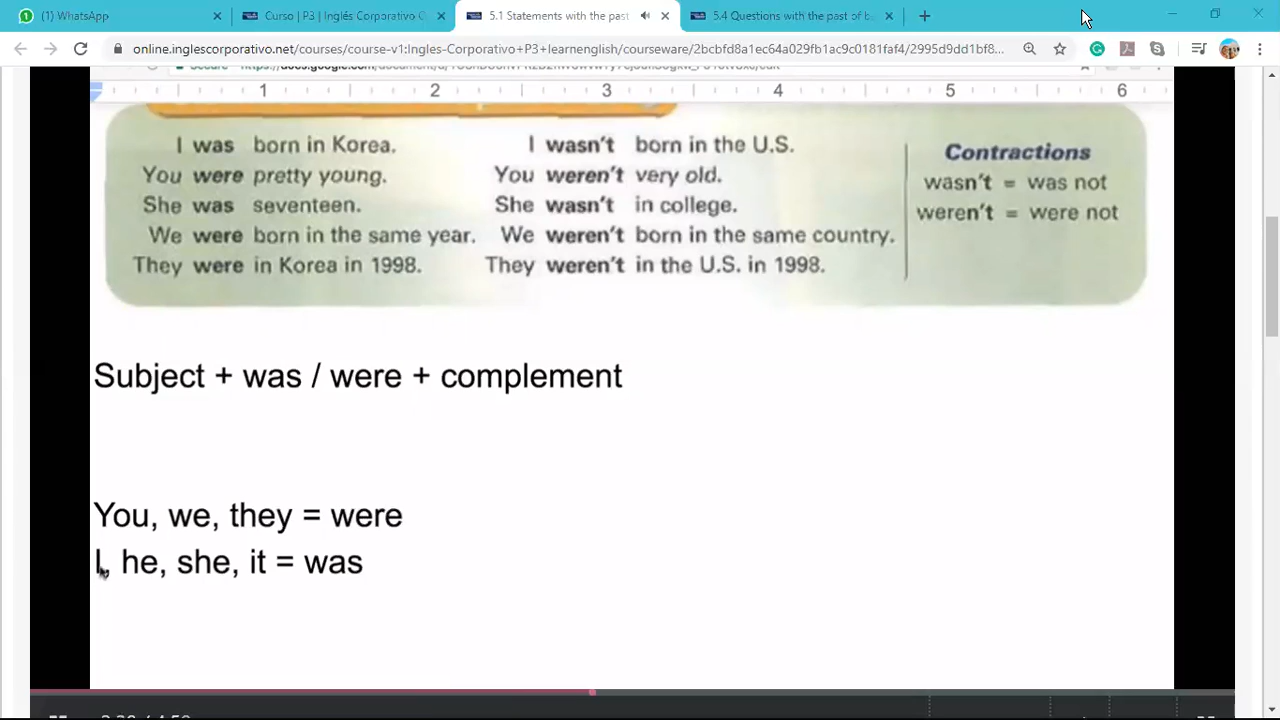 (1) WhatsApp
Curso | P3 | Inglés Corporativo
5.1 Statements with the past
5.4 Questions with the past of b
online.inglescorporativo.net/courses/course-v1:Ingles-Corporativo+P3+learnenglish/courseware/2bcbfd8a1ec64a029fb1ac9c0181faf4/2995d9dd1bf8...
1 2 3 4 5 6
I was born in Korea. I wasn't born in the U.S.
You were pretty young. You weren't very old.
She was seventeen. She wasn't in college.
We were born in the same year. We weren't born in the same country.
They were in Korea in 1998. They weren't in the U.S. in 1998.
Contractions
wasn't = was not
weren't = were not
Subject + was / were + complement
You, we, they = were
I, he, she, it = was